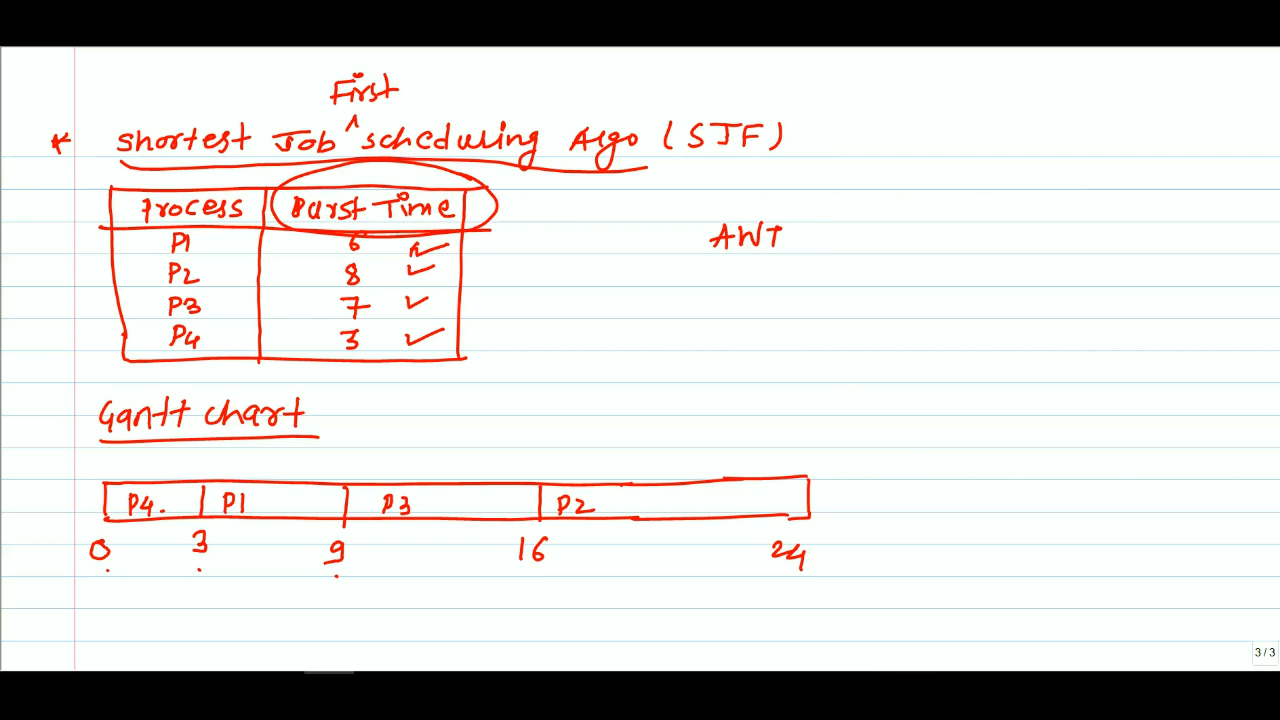 First
* Shortest Job ^ scheduling Algo (SJF)
Process Burst Time
P1 6
P2 8
P3 7
P4 3
AWT
Gantt chart
P4. P1 P3 P2
0 3 9 16 24
3 / 3